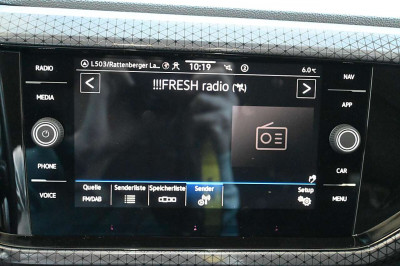 RADIO
MEDIA
PHONE
VOICE
L503/Rattenberger La... 10:19 6.0°C
!!!FRESH radio
Quelle Senderliste Speicherliste Sender Setup
FM/DAB
NAV
APP
CAR
MENU